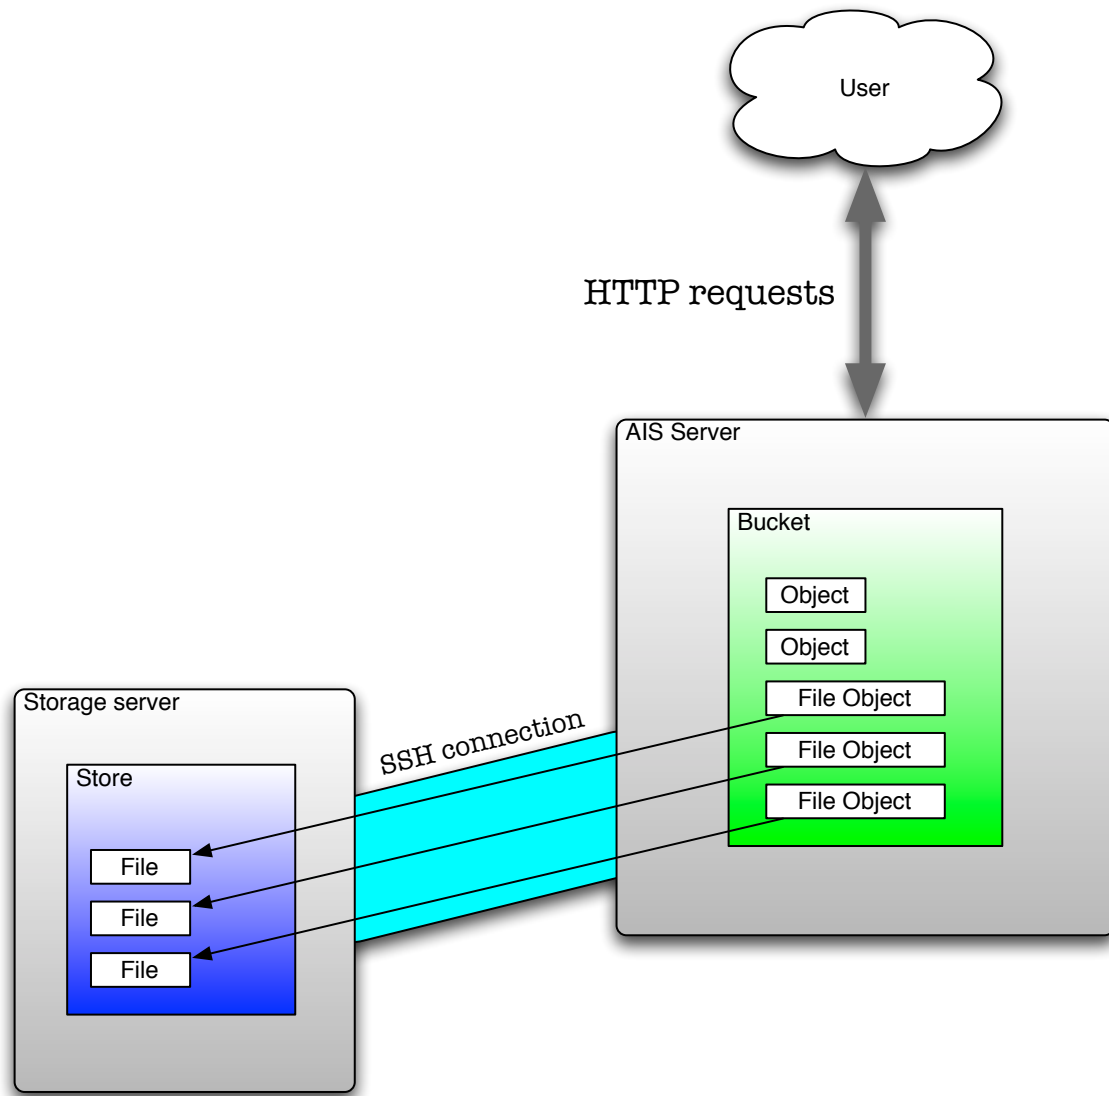 User
HTTP requests
AIS Server
Bucket
Object
Object
File Object
File Object
File Object
SSH connection
Storage server
Store
File
File
File